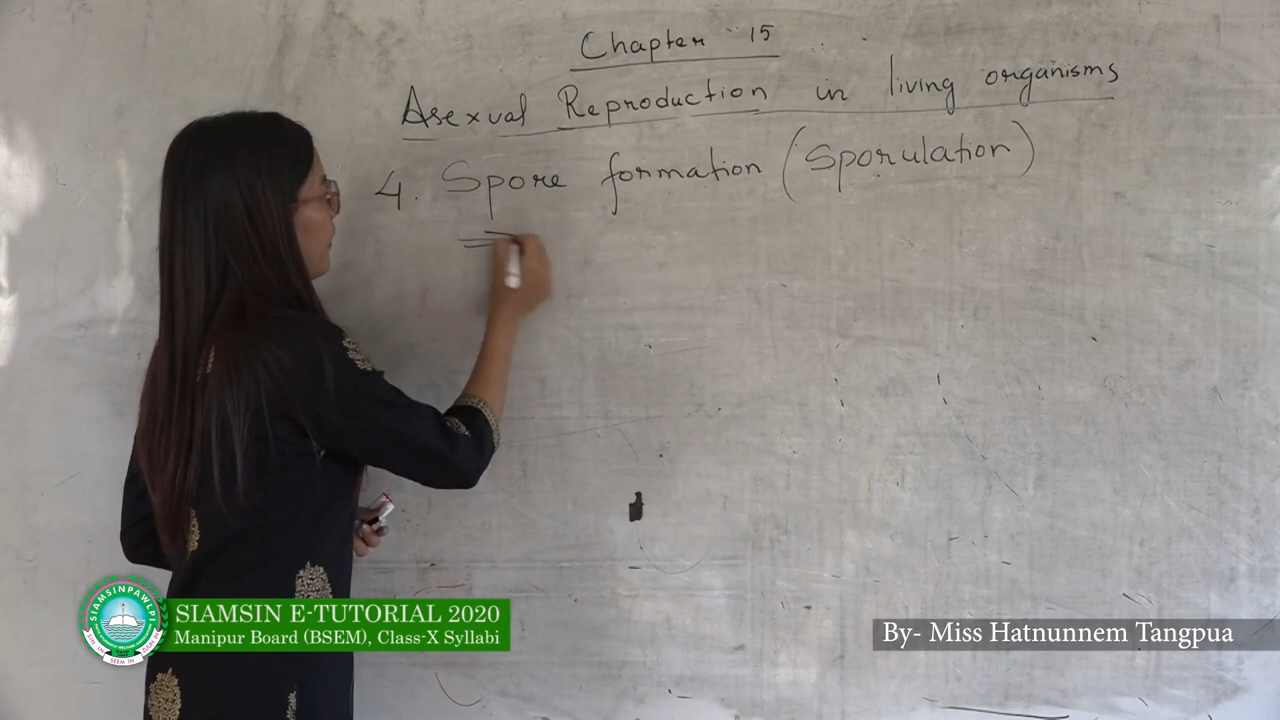 Chapter 15
Asexual Reproduction in living organisms
4. Spore formation (Sporulation)
SIAMSINPAWLPI
SIAMSIN E-TUTORIAL 2020
Manipur Board (BSEM), Class-X Syllabi
By- Miss Hatnunnem Tangpua